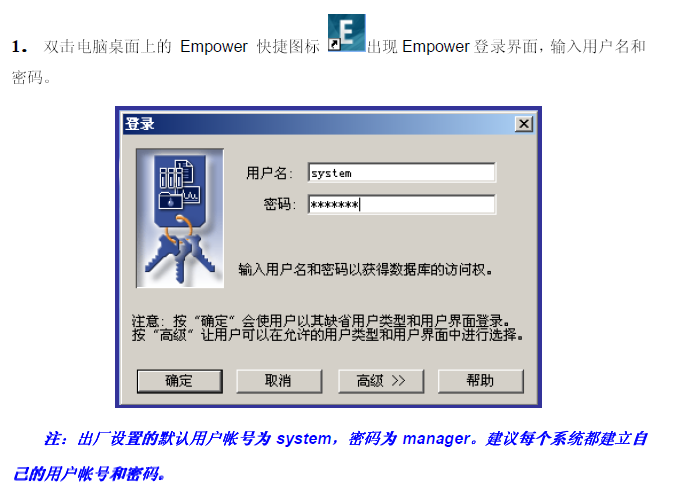 1. 双击电脑桌面上的 Empower 快捷图标 E 出现 Empower 登录界面，输入用户名和
密码。
登录
用户名: system
密码: *******
输入用户名和密码以获得数据库的访问权。
注意: 按“确定”会使用户以其缺省用户类型和用户界面登录。
按“高级”让用户可以在允许的用户类型和用户界面中进行选择。
确定 取消 高级 >> 帮助
注：出厂设置的默认用户帐号为 system，密码为 manager。建议每个系统都建立自
己的用户帐号和密码。